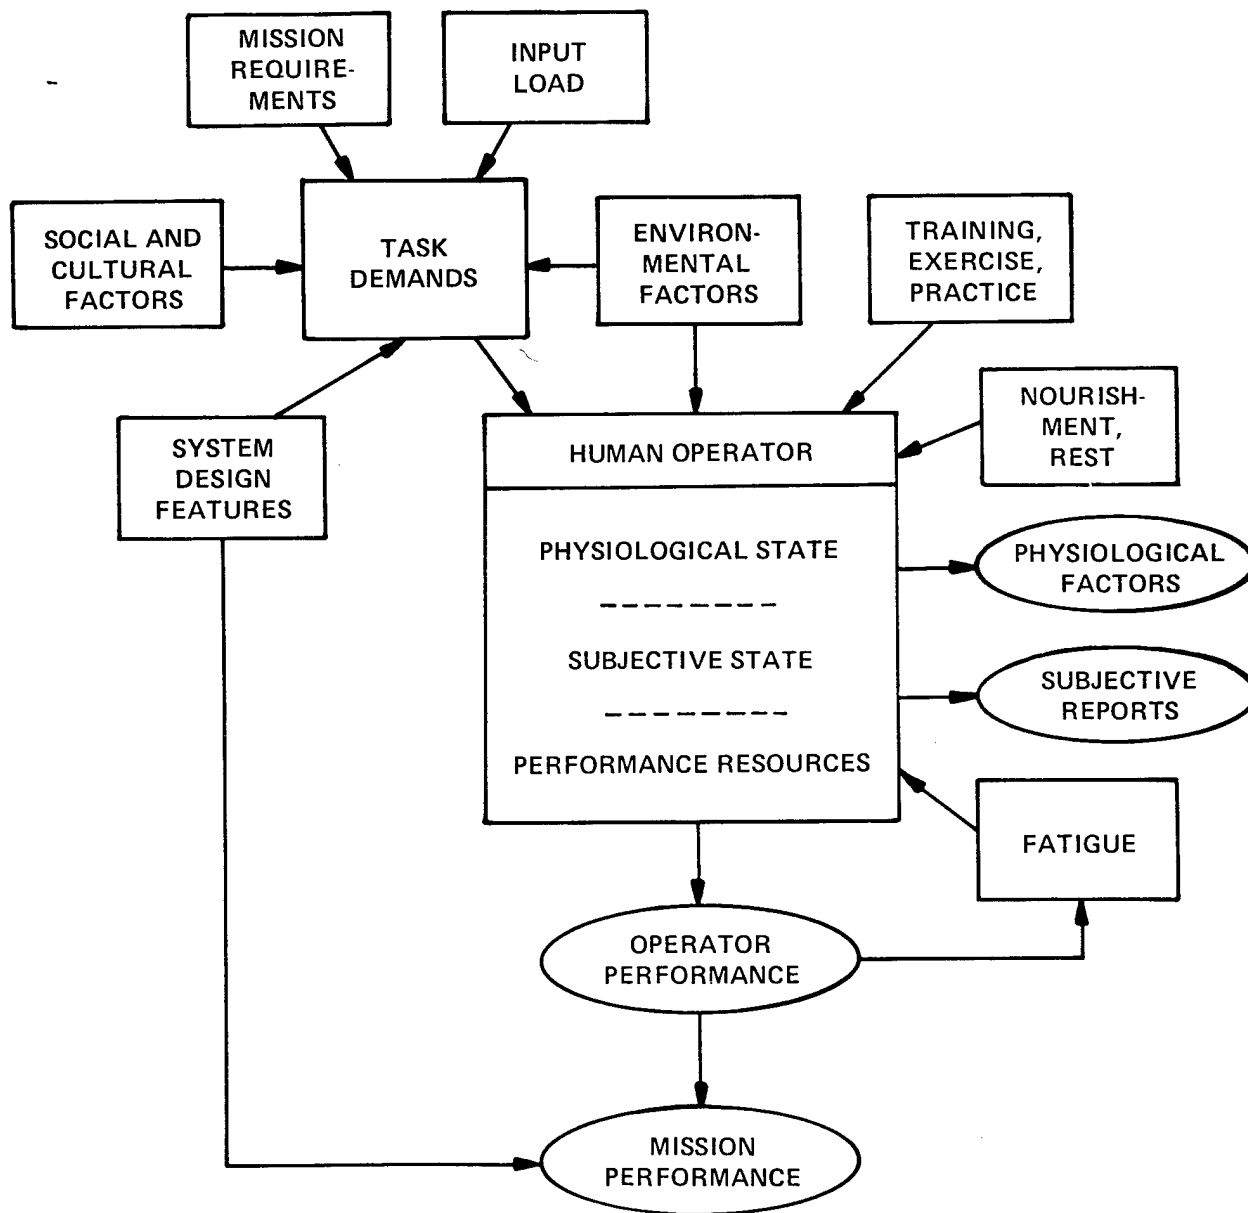 MISSION
REQUIRE-
MENTS
INPUT
LOAD
SOCIAL AND
CULTURAL
FACTORS
TASK
DEMANDS
ENVIRON-
MENTAL
FACTORS
TRAINING,
EXERCISE,
PRACTICE
SYSTEM
DESIGN
FEATURES
HUMAN OPERATOR
NOURISH-
MENT,
REST
PHYSIOLOGICAL STATE
PHYSIOLOGICAL
FACTORS
SUBJECTIVE STATE
SUBJECTIVE
REPORTS
PERFORMANCE RESOURCES
FATIGUE
OPERATOR
PERFORMANCE
MISSION
PERFORMANCE